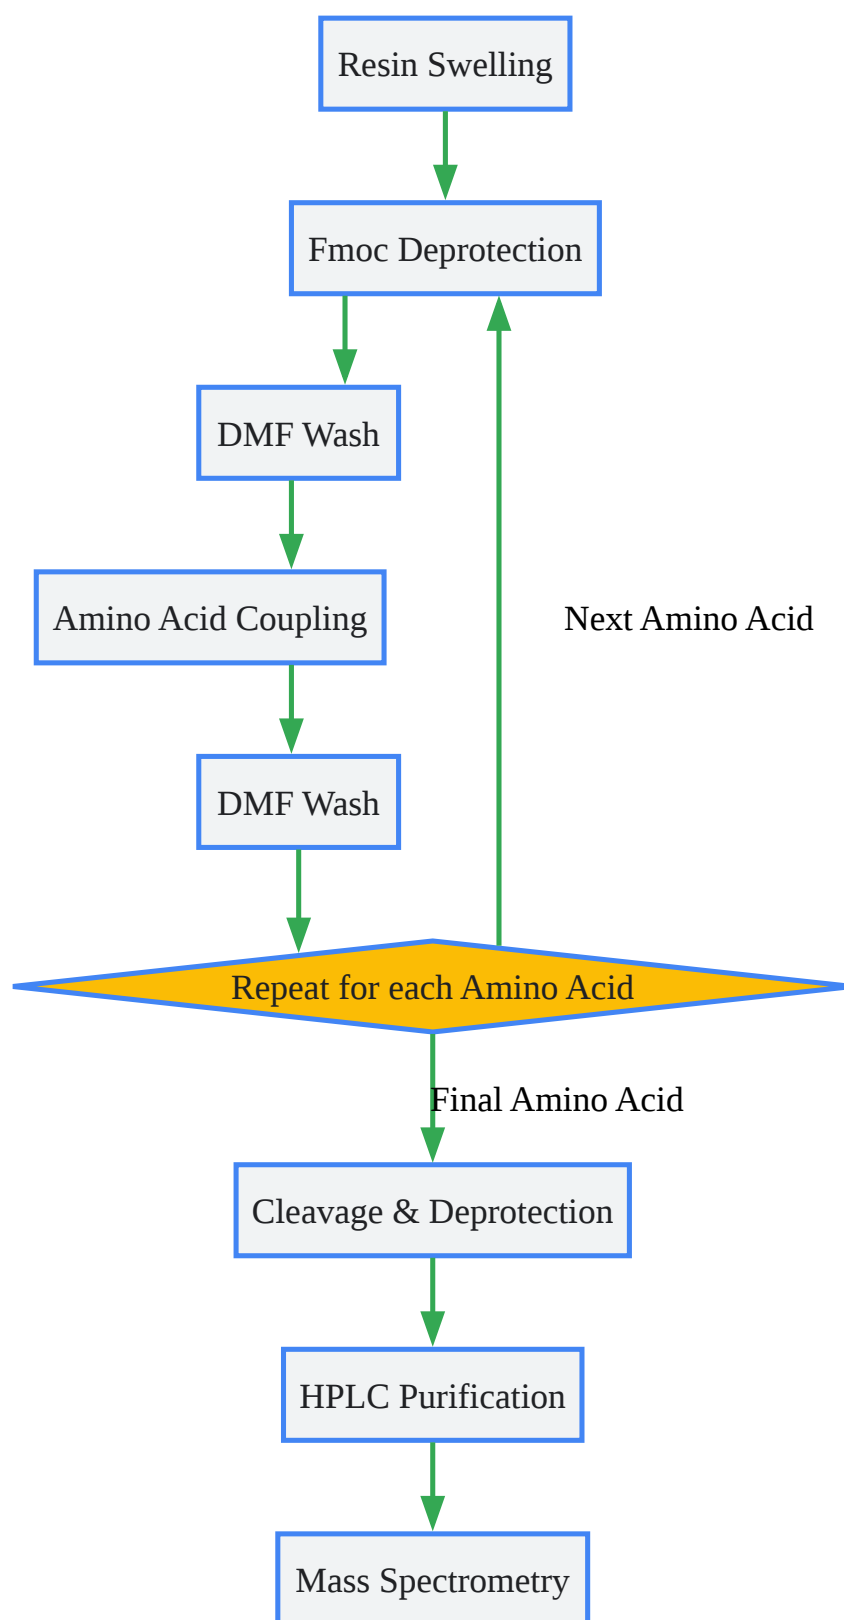 Resin Swelling
Fmoc Deprotection
DMF Wash
Amino Acid Coupling
Next Amino Acid
DMF Wash
Repeat for each Amino Acid
Final Amino Acid
Cleavage & Deprotection
HPLC Purification
Mass Spectrometry